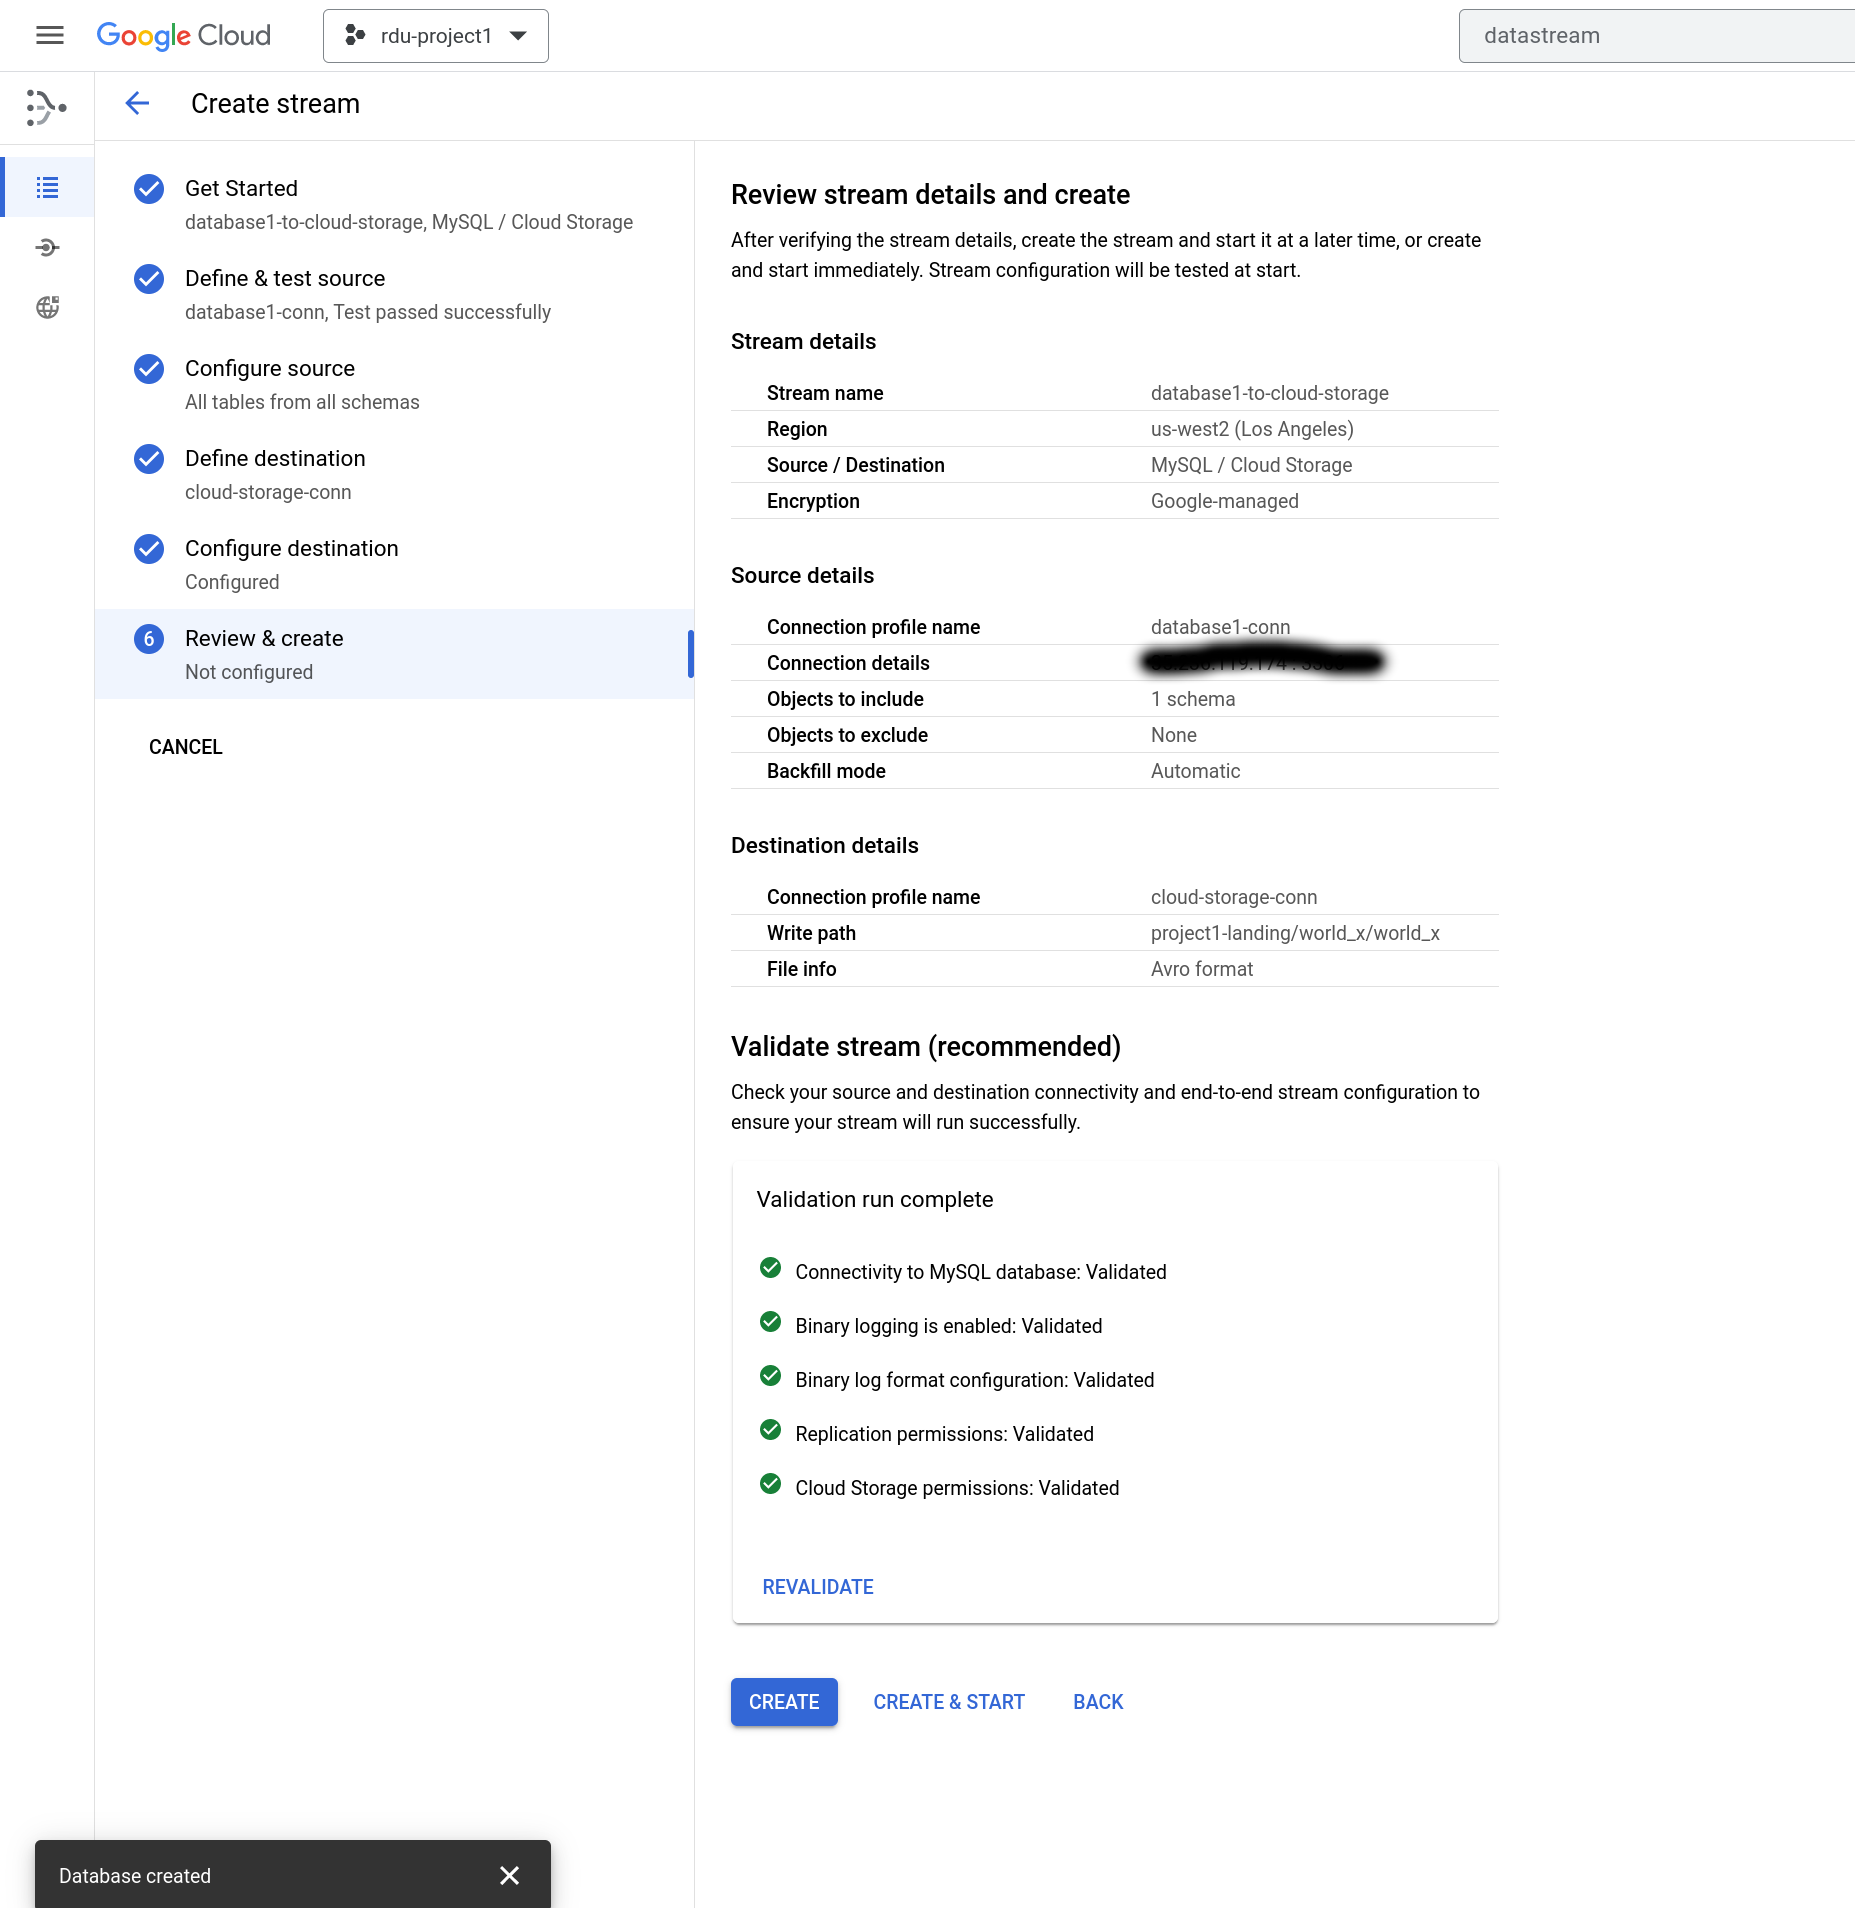 Google Cloud
rdu-project1
datastream
Create stream
Get Started
database1-to-cloud-storage, MySQL / Cloud Storage
Define & test source
database1-conn, Test passed successfully
Configure source
All tables from all schemas
Define destination
cloud-storage-conn
Configure destination
Configured
6 Review & create
Not configured
CANCEL
Review stream details and create
After verifying the stream details, create the stream and start it at a later time, or create
and start immediately. Stream configuration will be tested at start.
Stream details
Stream name database1-to-cloud-storage
Region us-west2 (Los Angeles)
Source / Destination MySQL / Cloud Storage
Encryption Google-managed
Source details
Connection profile name database1-conn
Connection details
Objects to include 1 schema
Objects to exclude None
Backfill mode Automatic
Destination details
Connection profile name cloud-storage-conn
Write path project1-landing/world_x/world_x
File info Avro format
Validate stream (recommended)
Check your source and destination connectivity and end-to-end stream configuration to
ensure your stream will run successfully.
Validation run complete
Connectivity to MySQL database: Validated
Binary logging is enabled: Validated
Binary log format configuration: Validated
Replication permissions: Validated
Cloud Storage permissions: Validated
REVALIDATE
CREATE CREATE & START BACK
Database created